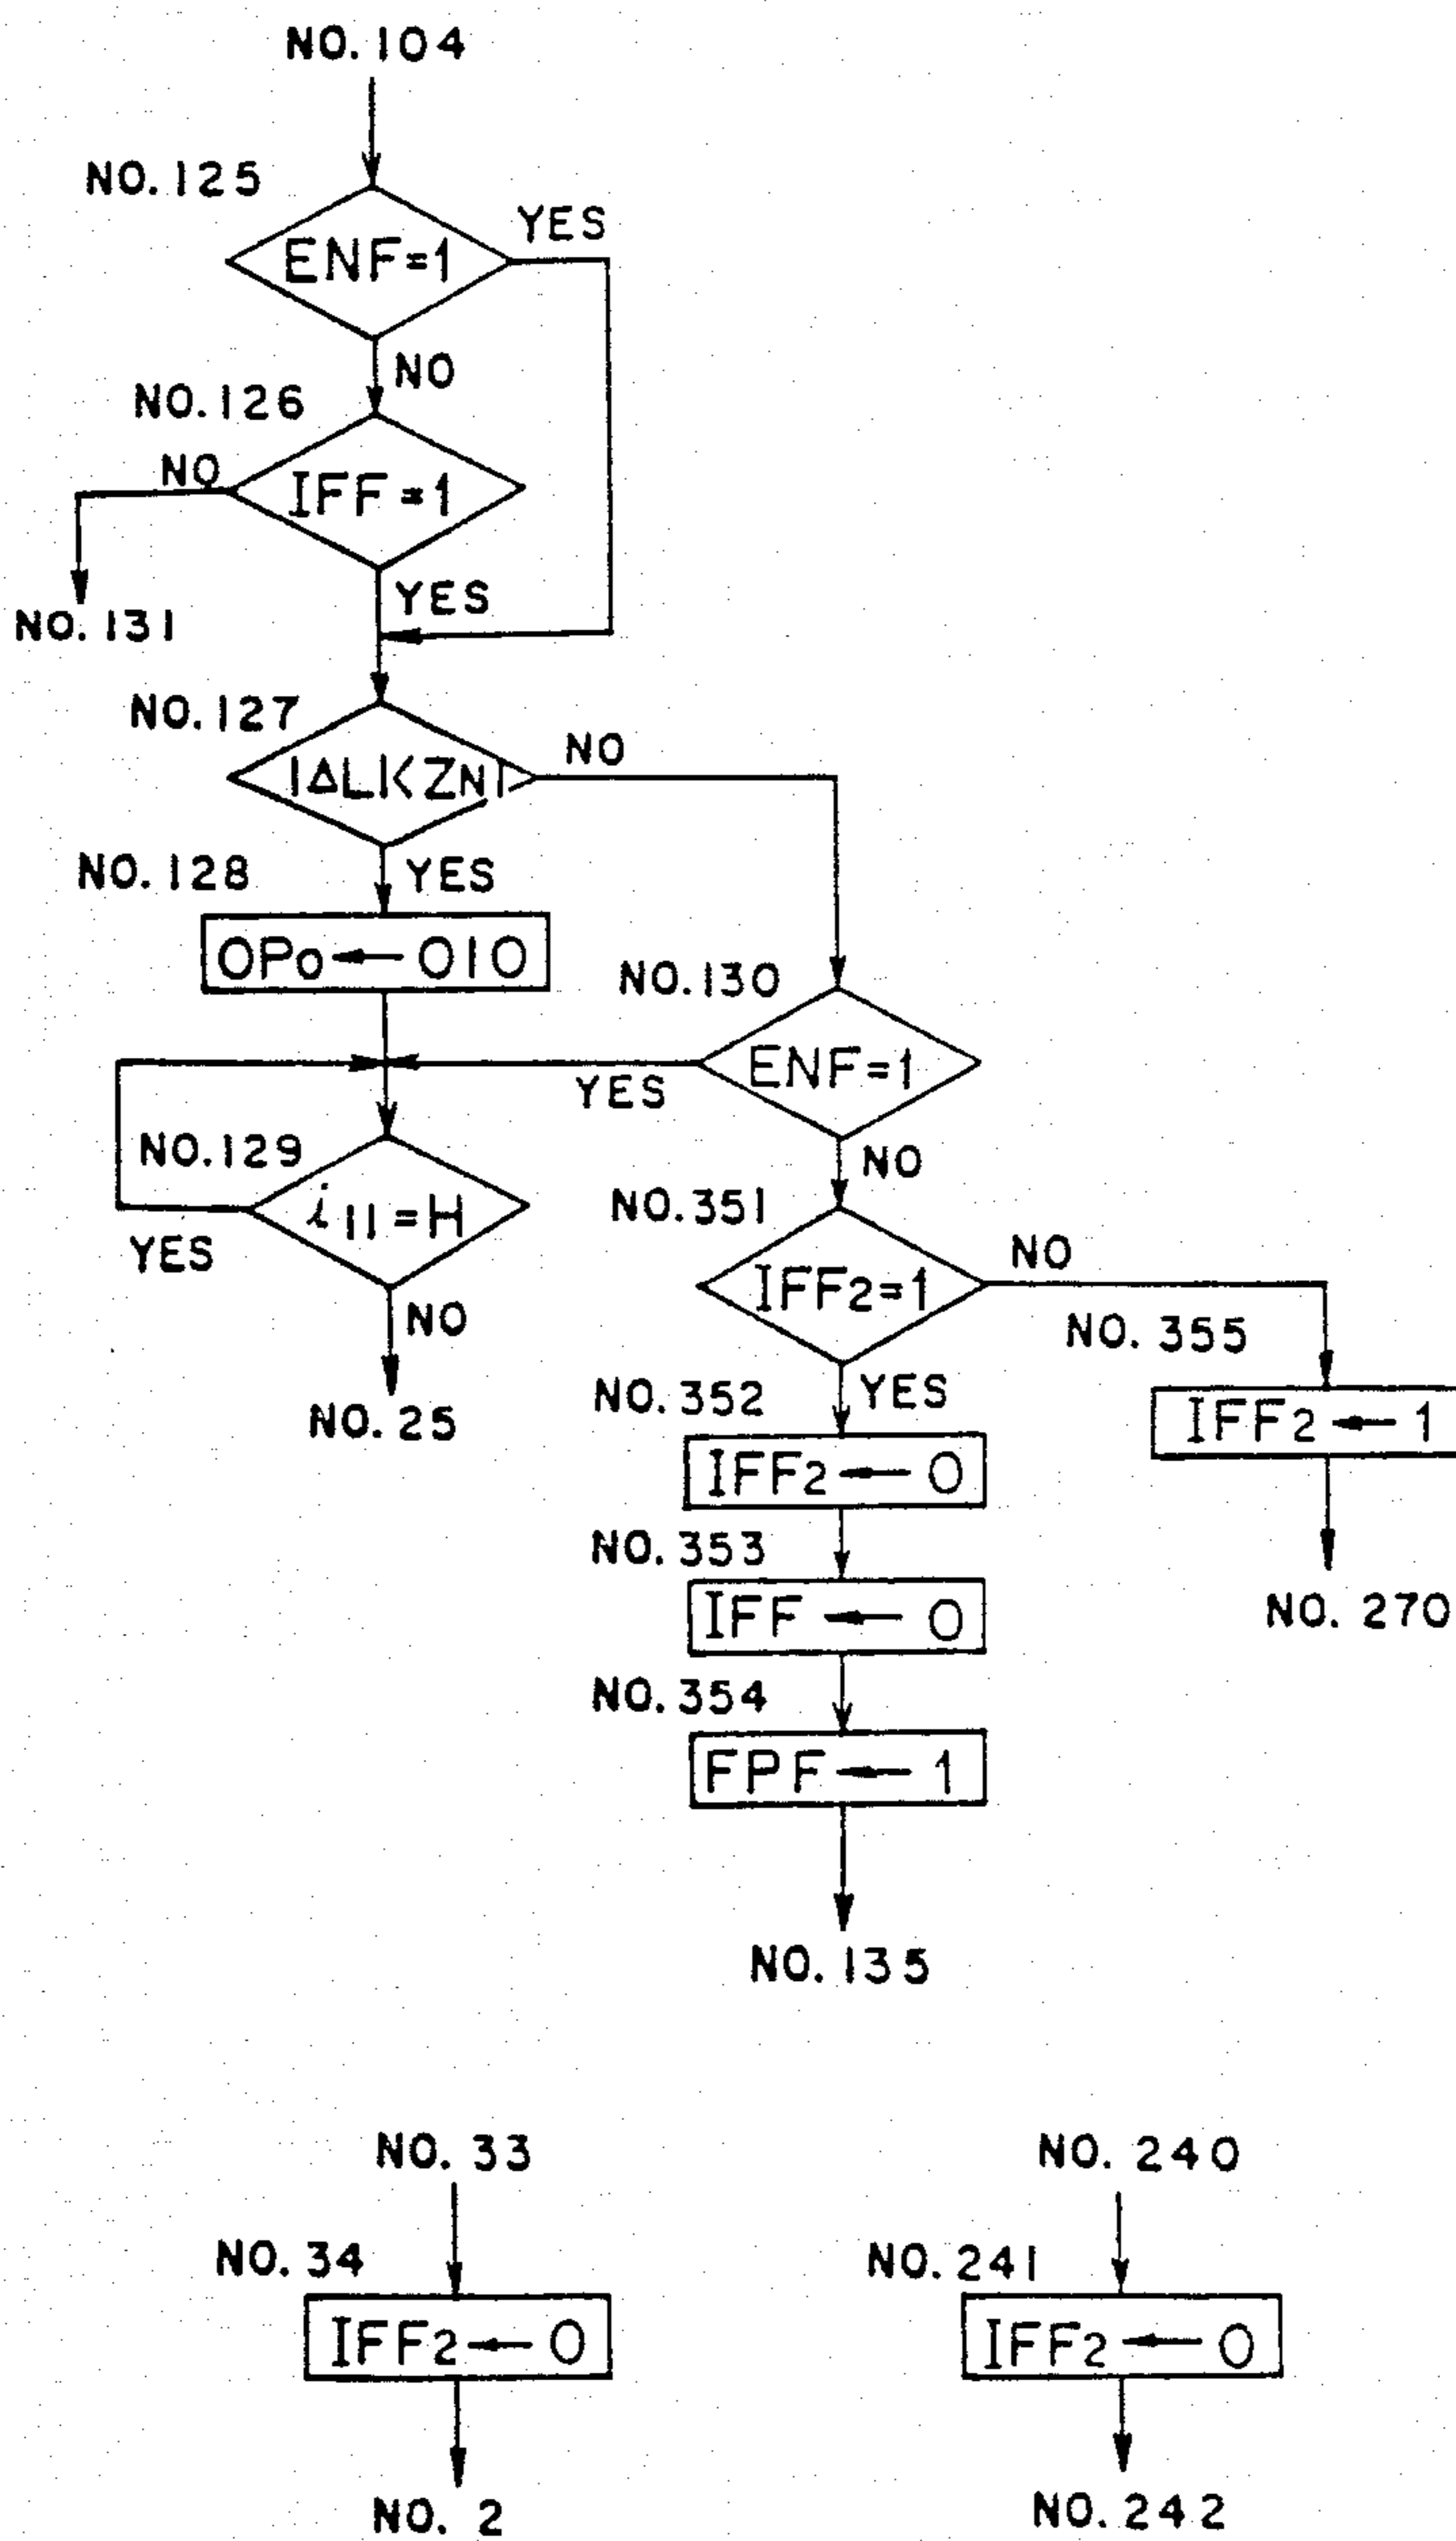 NO. 104
NO. 125
YES
ENF=1
NO
NO. 126
NO
IFF=1
YES
NO. 131
NO. 127
NO
|ΔL|<ZN1
NO. 128
YES
OPo ← 010
NO. 130
ENF=1
YES
NO. 129
NO
i11=H
NO. 351
YES
NO
IFF2=1
NO
NO. 355
NO. 25
NO. 352
YES
IFF2 ← 1
IFF2 ← 0
NO. 353
NO. 270
IFF ← 0
NO. 354
FPF ← 1
NO. 135
NO. 33
NO. 240
NO. 34
NO. 241
IFF2 ← 0
IFF2 ← 0
NO. 2
NO. 242